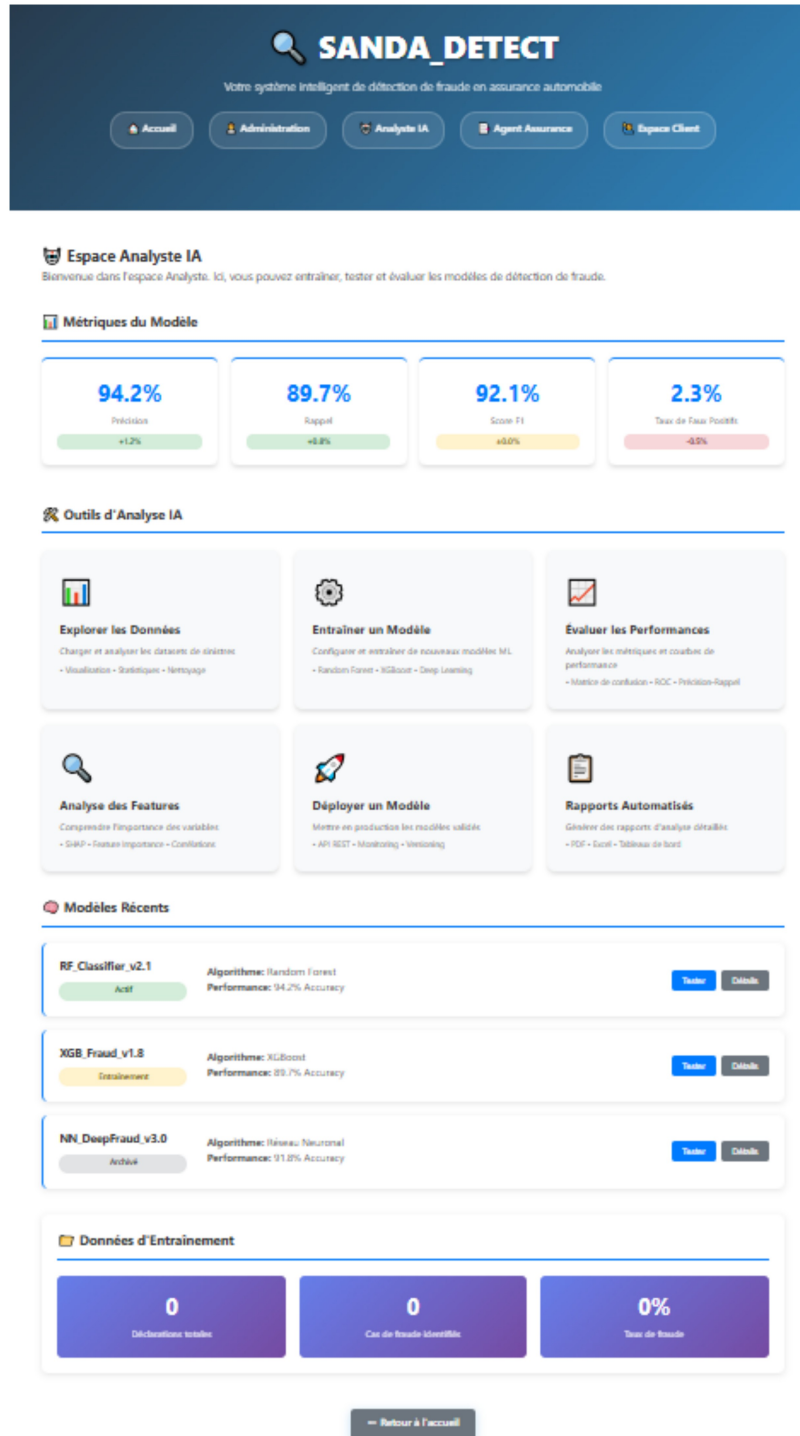 SANDA_DETECT
Votre système intelligent de détection de fraude en assurance automobile
Accueil
Administration
Analyste IA
Agent Assurance
Espace Client
Espace Analyste IA
Bienvenue dans l'espace Analyste. Ici, vous pouvez entraîner, tester et évaluer les modèles de détection de fraude.
Métriques du Modèle
94.2%
Précision
+1.2%
89.7%
Rappel
+0.8%
92.1%
Score F1
±0.0%
2.3%
Taux de Faux Positifs
-0.5%
Outils d'Analyse IA
Explorer les Données
Charger et analyser les datasets de sinistres
• Visualisation • Statistiques • Nettoyage
Entraîner un Modèle
Configurer et entraîner de nouveaux modèles ML
• Random Forest • XGBoost • Deep Learning
Évaluer les Performances
Analyser les métriques et courbes de
performance
• Matrice de confusion • ROC • Précision-Rappel
Analyse des Features
Comprendre l'importance des variables
• SHAP • Feature Importance • Corrélations
Déployer un Modèle
Mettre en production les modèles validés
• API REST • Monitoring • Versioning
Rapports Automatisés
Générer des rapports d'analyse détaillés
• PDF • Excel • Tableaux de bord
Modèles Récents
RF_Classifier_v2.1
Actif
Algorithme: Random Forest
Performance: 94.2% Accuracy
Tester
Détails
XGB_Fraud_v1.8
Entraînement
Algorithme: XGBoost
Performance: 89.7% Accuracy
Tester
Détails
NN_DeepFraud_v3.0
Archivé
Algorithme: Réseau Neuronal
Performance: 91.8% Accuracy
Tester
Détails
Données d'Entraînement
0
Déclarations totales
0
Cas de fraude identifiés
0%
Taux de fraude
← Retour à l'accueil